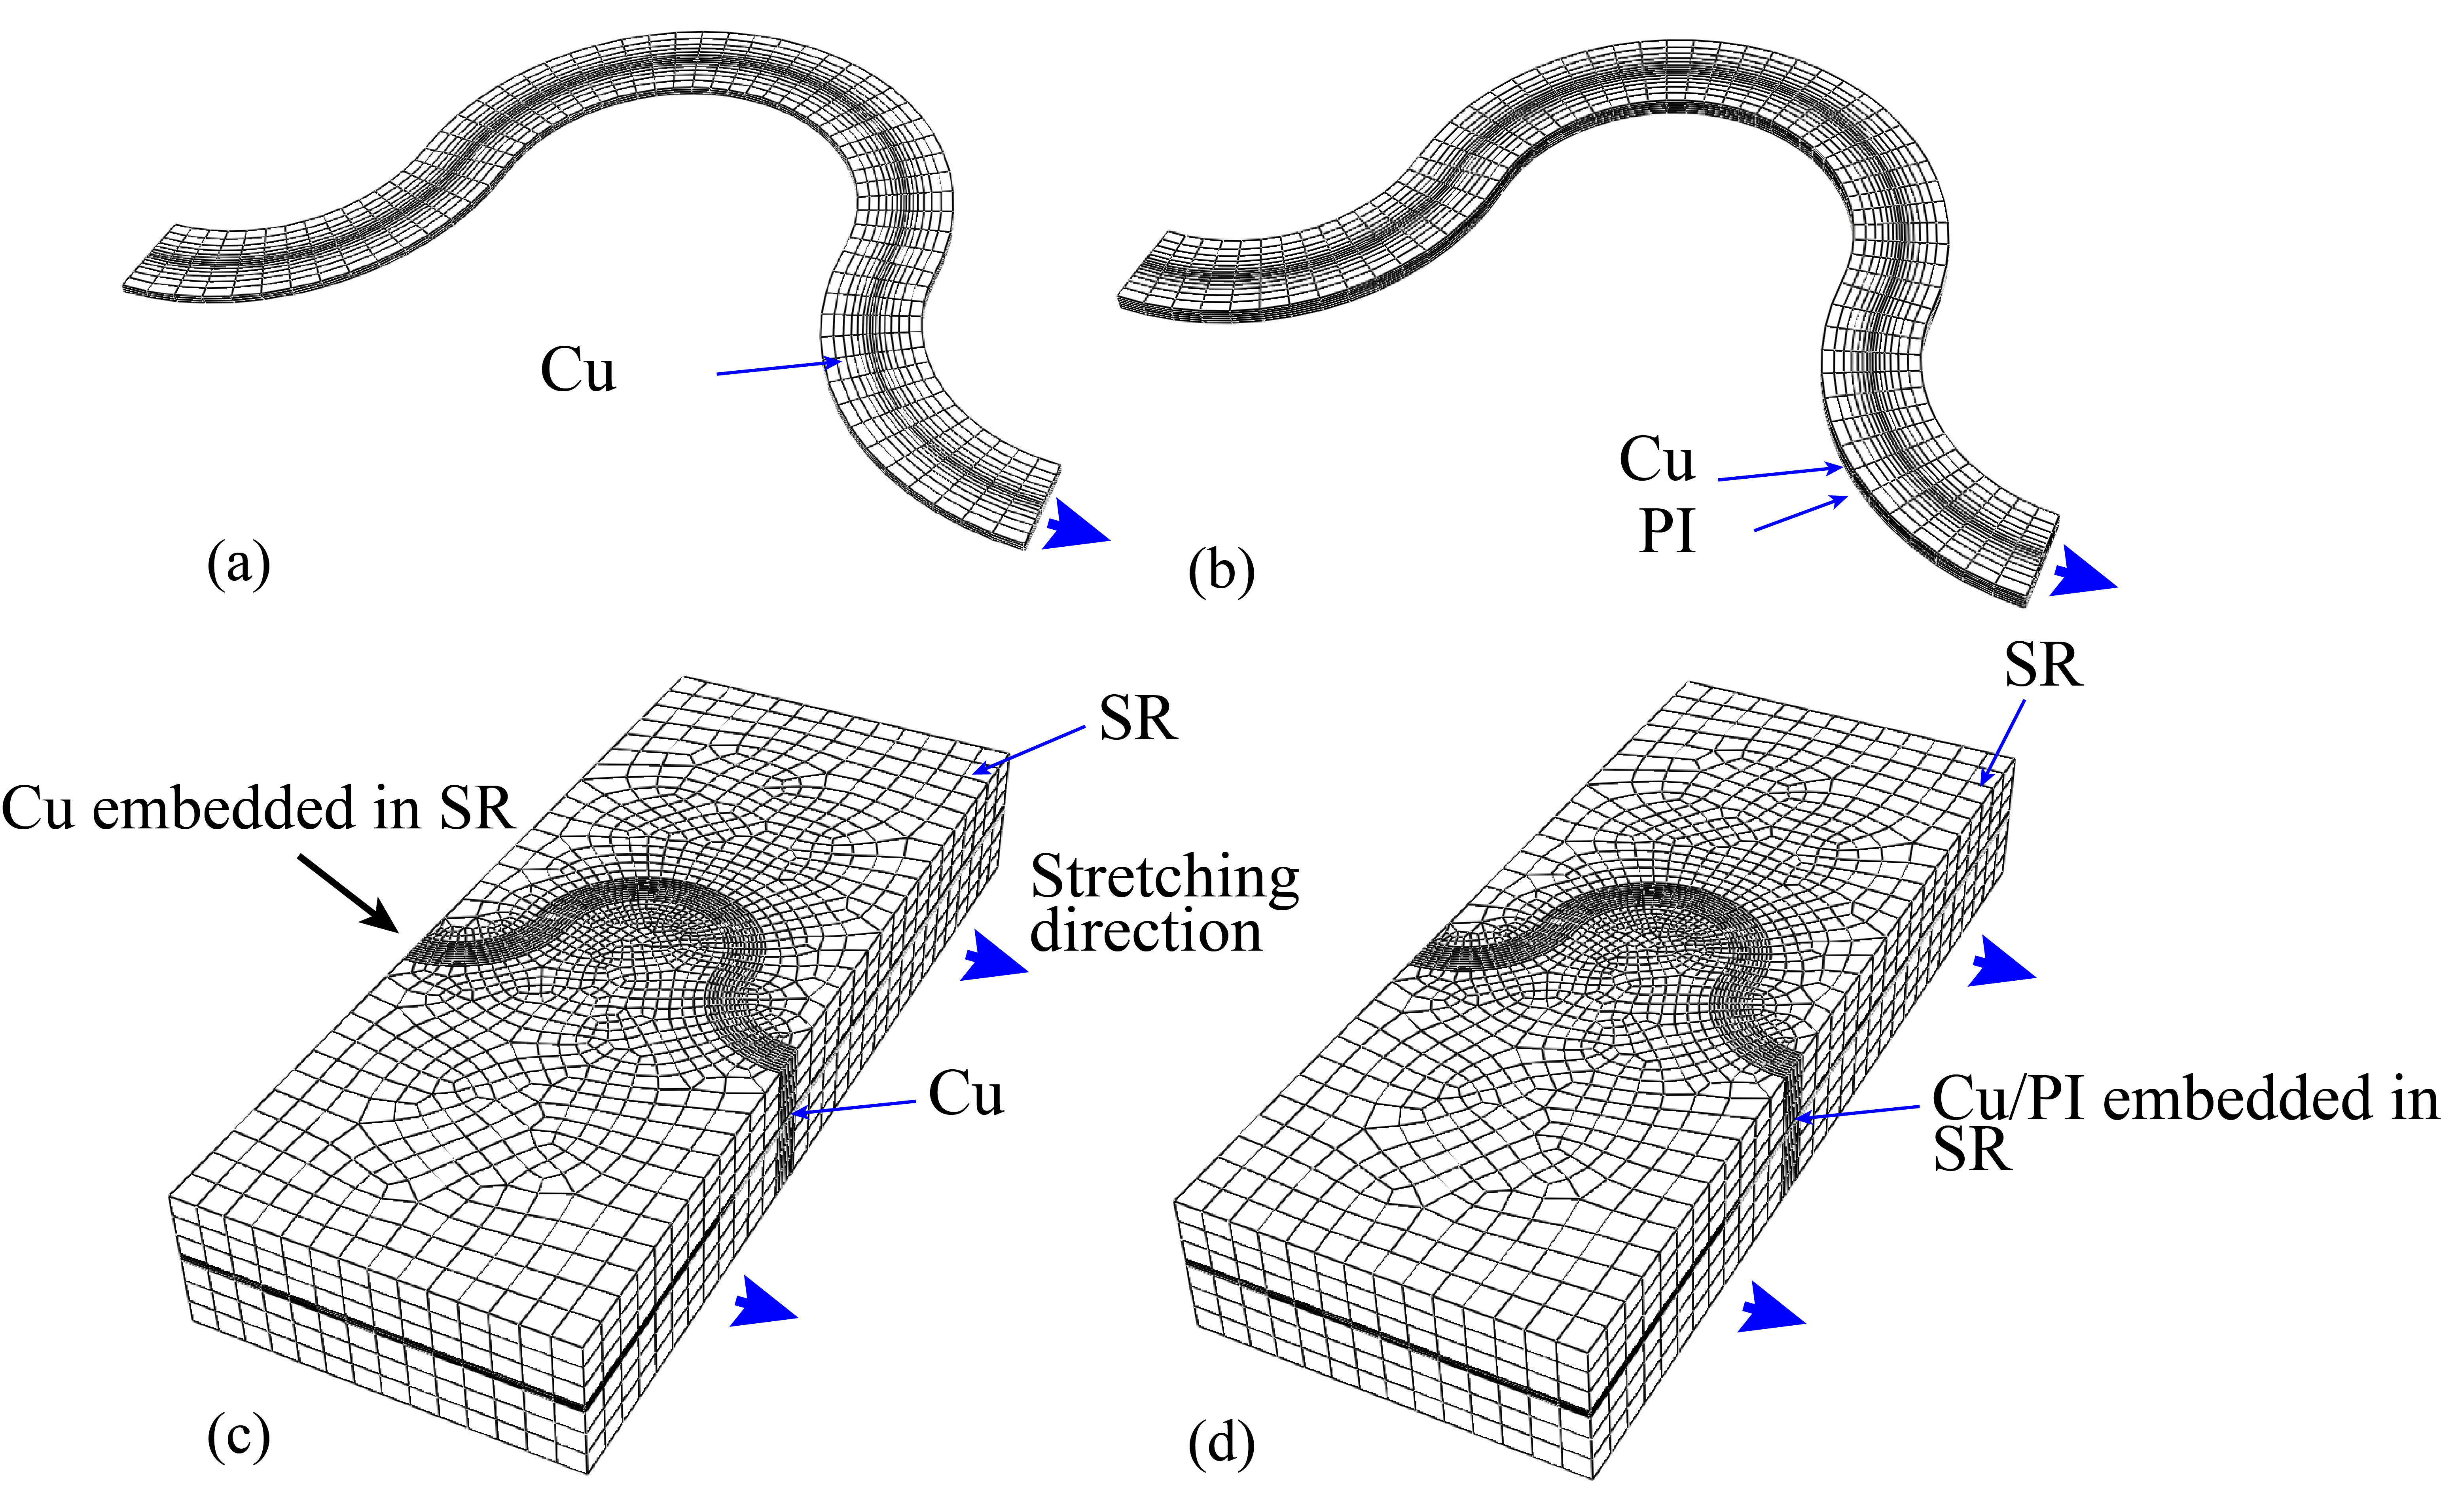 Cu
(a)
Cu
PI
(b)
SR
Cu embedded in SR
Stretching
direction
Cu
(c)
SR
Cu/PI embedded in
SR
(d)